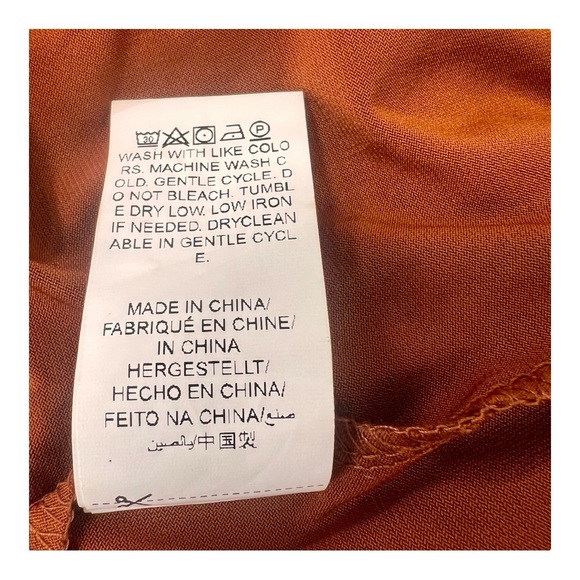 30 P
WASH WITH LIKE COLO
RS. MACHINE WASH C
OLD. GENTLE CYCLE. D
O NOT BLEACH. TUMBL
E DRY LOW. LOW IRON
IF NEEDED. DRYCLEAN
ABLE IN GENTLE CYCL
E.
MADE IN CHINA/
FABRIQUÉ EN CHINE/
IN CHINA
HERGESTELLT/
HECHO EN CHINA/
FEITO NA CHINA/صنع
بالصين/中国制